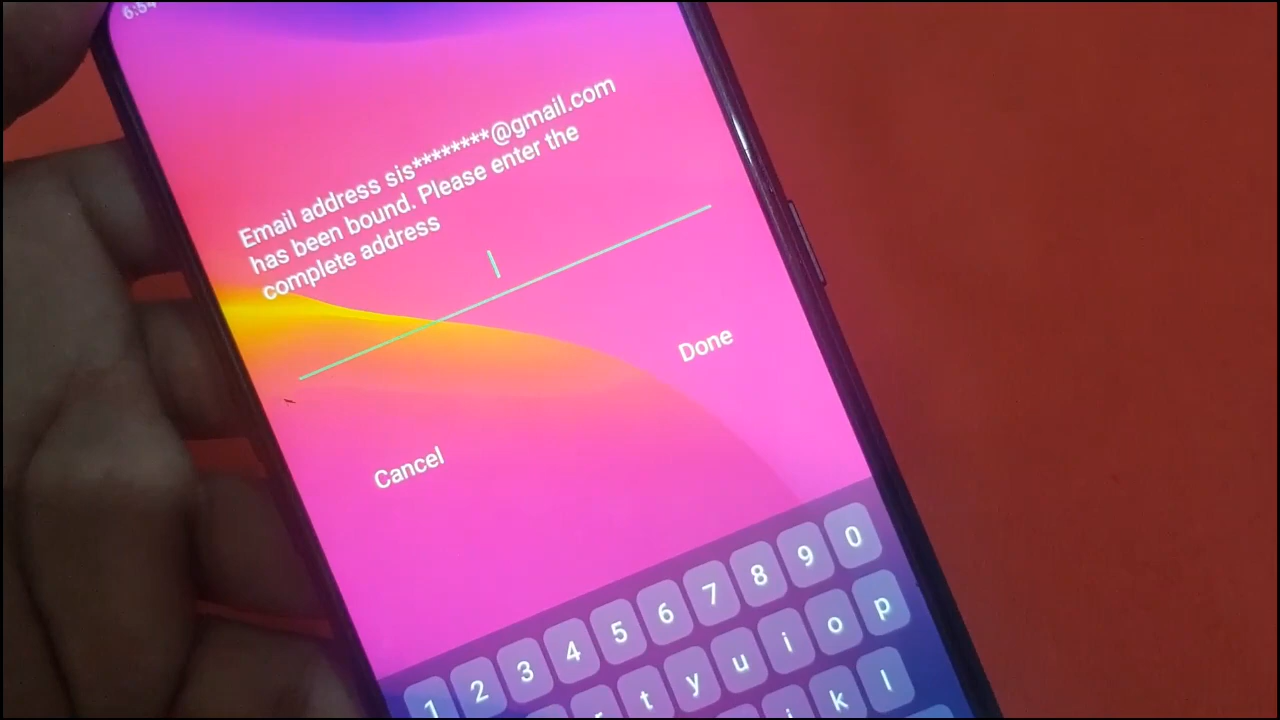 6:54
Email address sis********@gmail.com
has been bound. Please enter the
complete address
Done
Cancel
1 2 3 4 5 6 7 8 9 0
t y u i o p
k l